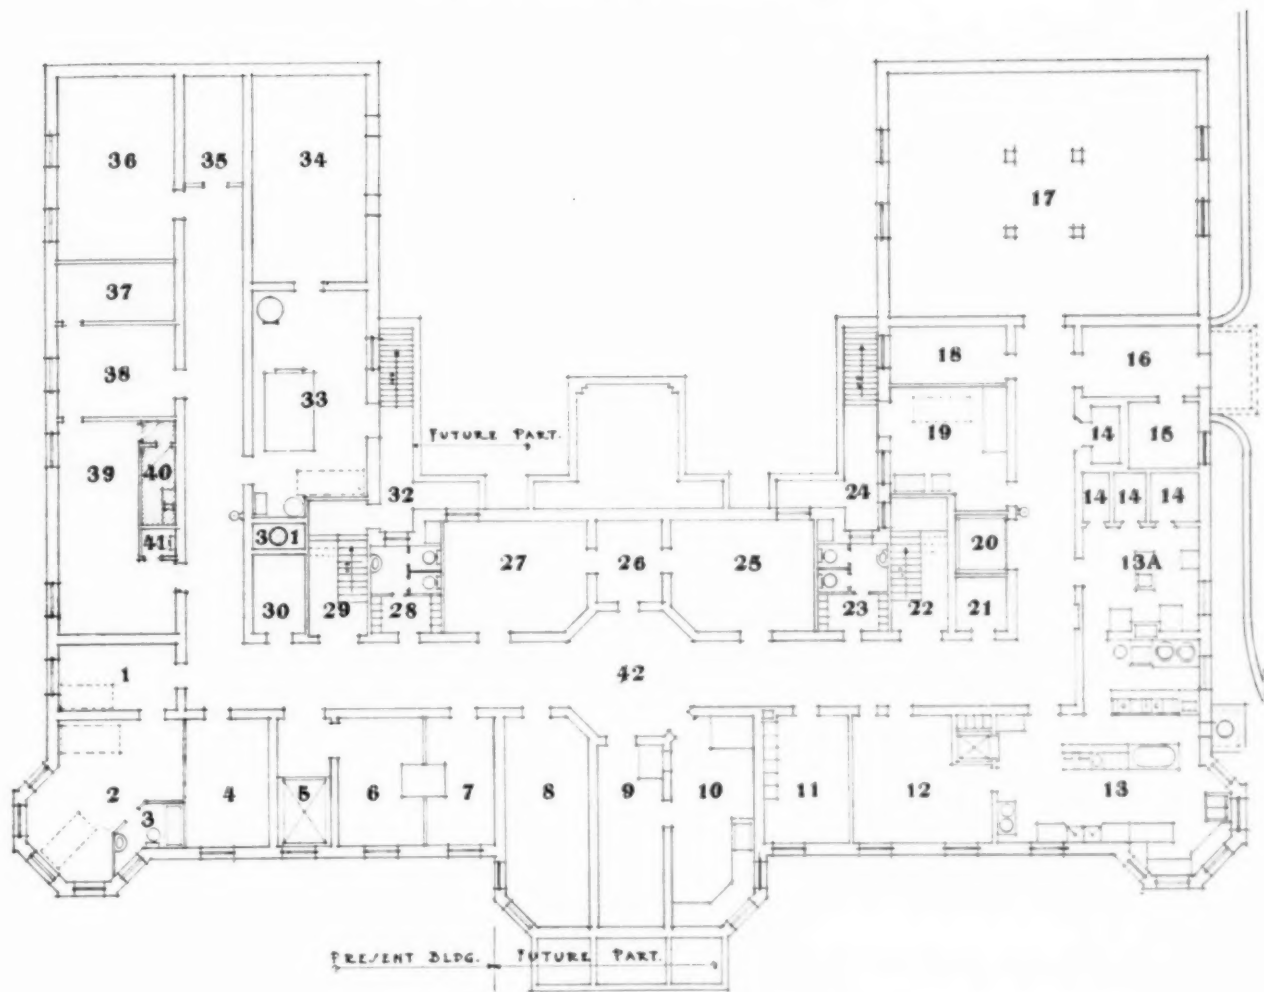 36 35 34
17
37
38 18 16
33
FUTURE PART.
19 14 15
39 40
32 24 14 14 14
41 301 27 26 25 20 13A
30 29 28 23 22 21
1 42
2 3 4 5 6 7 8 9 10 11 12 13
PRESENT BLDG. FUTURE PART.